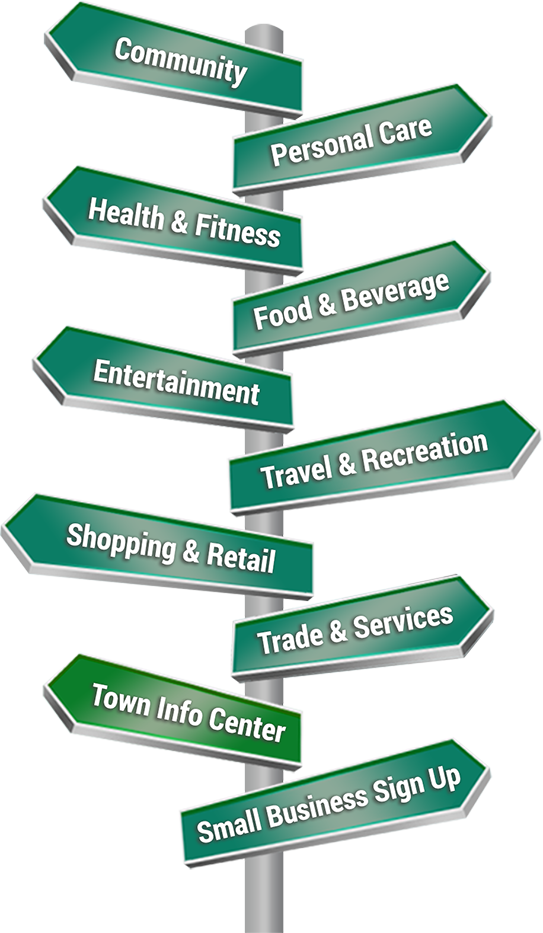 Community
Personal Care
Health & Fitness
Food & Beverage
Entertainment
Travel & Recreation
Shopping & Retail
Trade & Services
Town Info Center
Small Business Sign Up